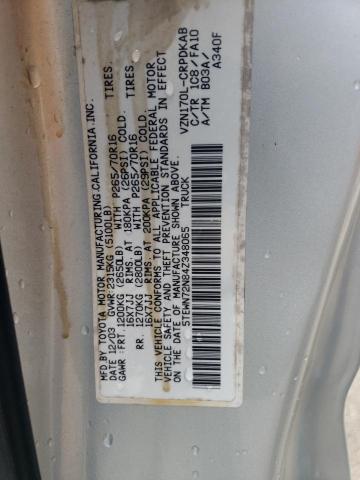 MFD BY TOYOTA MOTOR MANUFACTURING,CALIFORNIA,INC.
DATE 12/03 GVWR 2315KG (5100LB)
GAWR : FRT 1200KG (2650LB) WITH P265/70R16 TIRES.
16X7JJ RIMS. AT 180KPA (26PSI) COLD.
RR. 1270KG (2800LB) WITH P265/70R16 TIRES.
16X7JJ RIMS. AT 200KPA (29PSI) COLD.
THIS VEHICLE CONFORMS TO ALL APPLICABLE FEDERAL MOTOR
VEHICLE SAFETY AND THEFT PREVENTION STANDARDS IN EFFECT
ON THE DATE OF MANUFACTURE SHOWN ABOVE.
5TEWN72N84Z348065 TRUCK
VZN170L-CRPDKAB
C/TR 1C8 /FA10
A/TM B03A/
A340F